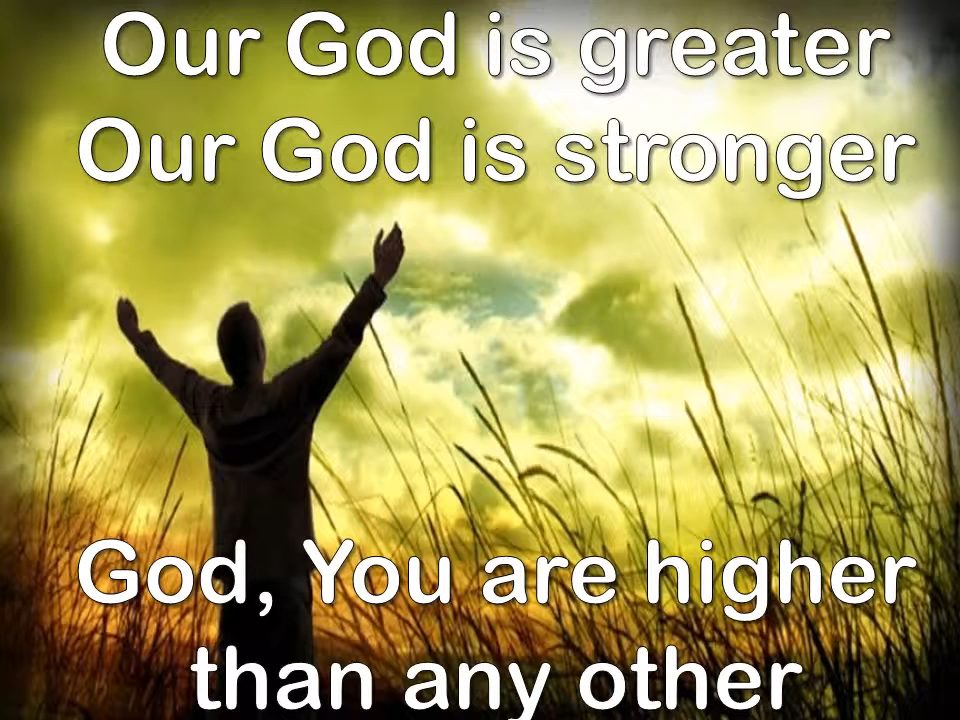 Our God is greater
Our God is stronger
God, You are higher
than any other